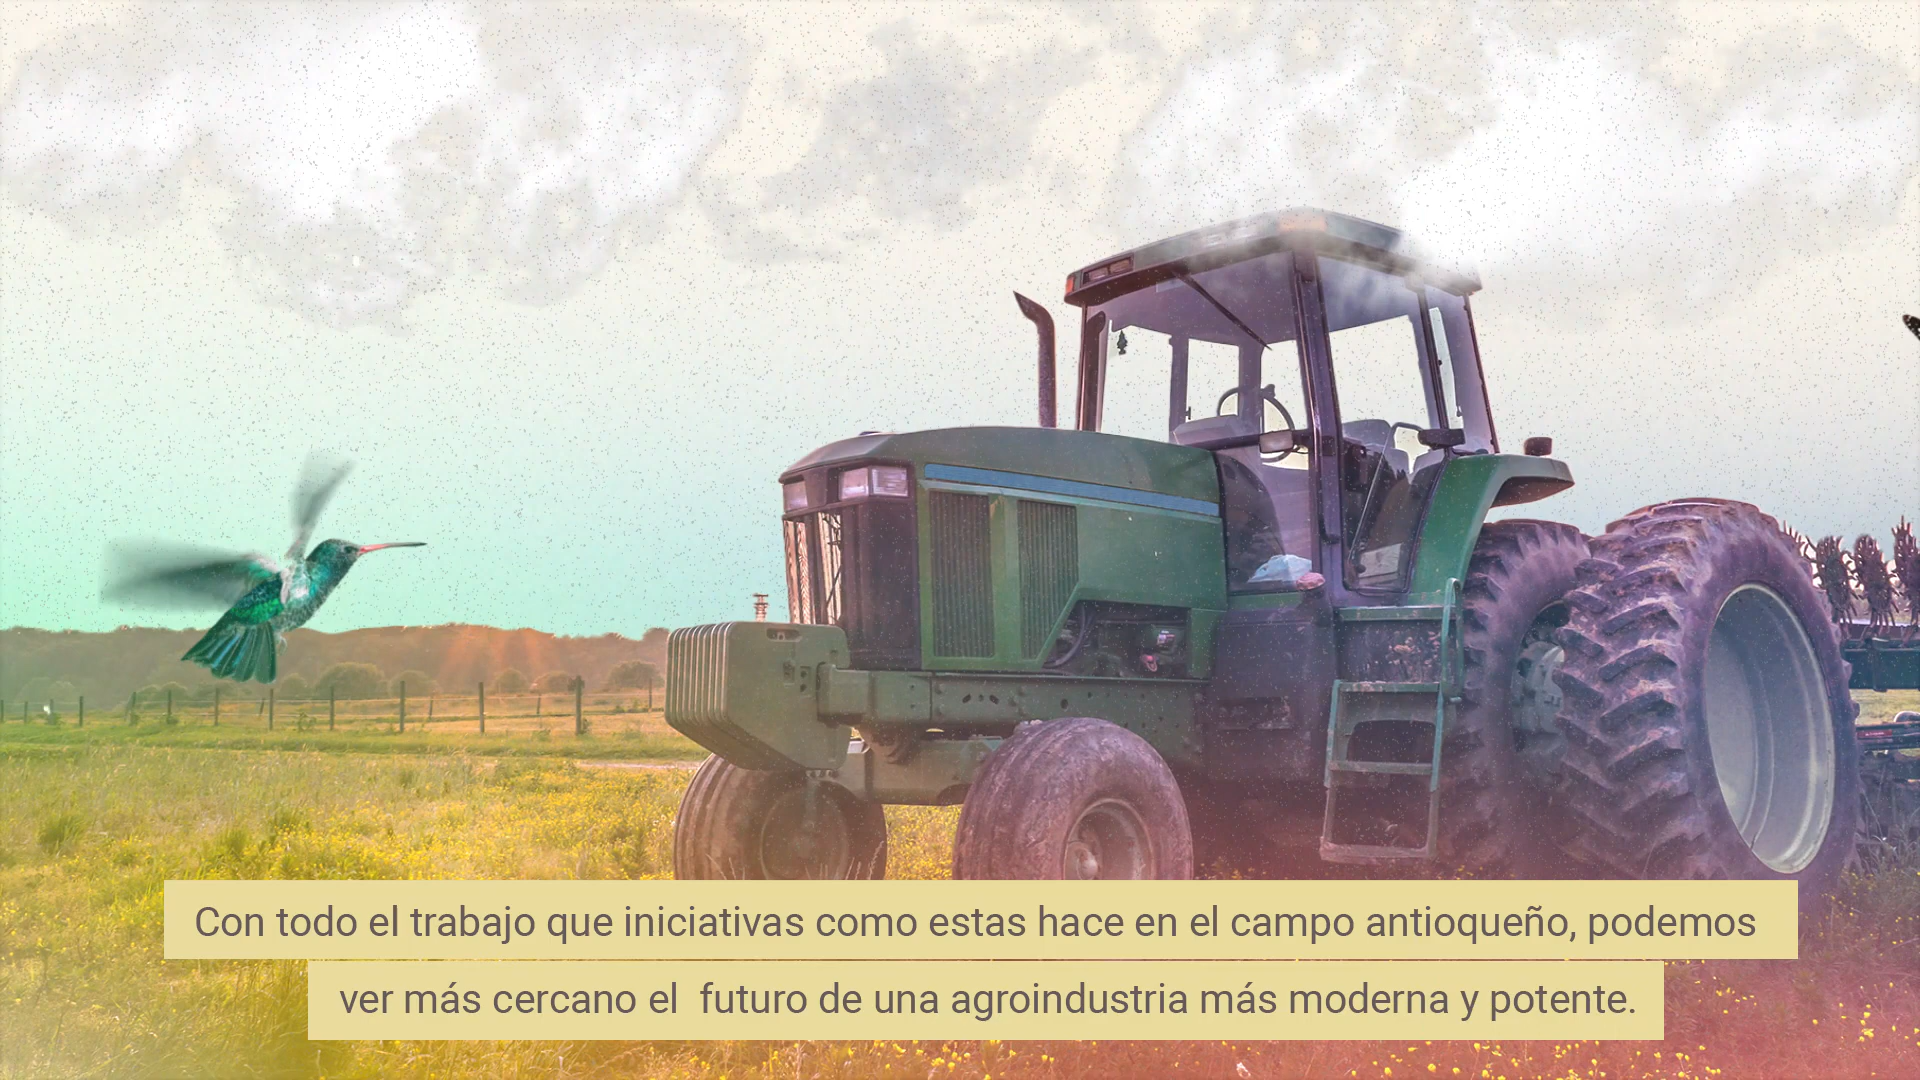 Con todo el trabajo que iniciativas como estas hace en el campo antioqueño, podemos
ver más cercano el  futuro de una agroindustria más moderna y potente.